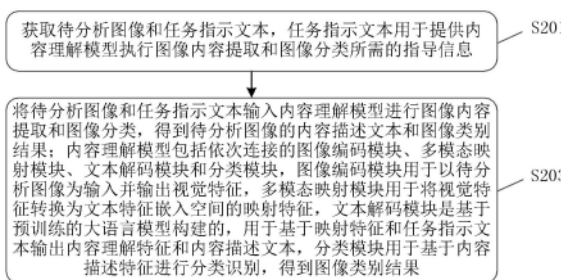 获取待分析图像和任务指示文本，任务指示文本用于提供内
容理解模型执行图像内容提取和图像分类所需的指导信息
将待分析图像和任务指示文本输入内容理解模型进行图像内容
提取和图像分类，得到待分析图像的内容描述文本和图像类别
结果；内容理解模型包括依次连接的图像编码模块、多模态映
射模块、文本解码模块和分类模块，图像编码模块用于以待分
析图像为输入并输出视觉特征，多模态映射模块用于将视觉特
征转换为文本特征嵌入空间的映射特征，文本解码模块是基于
预训练的大语言模型构建的，用于基于映射特征和任务指示文
本输出内容理解特征和内容描述文本，分类模块用于基于内容
描述特征进行分类识别，得到图像类别结果